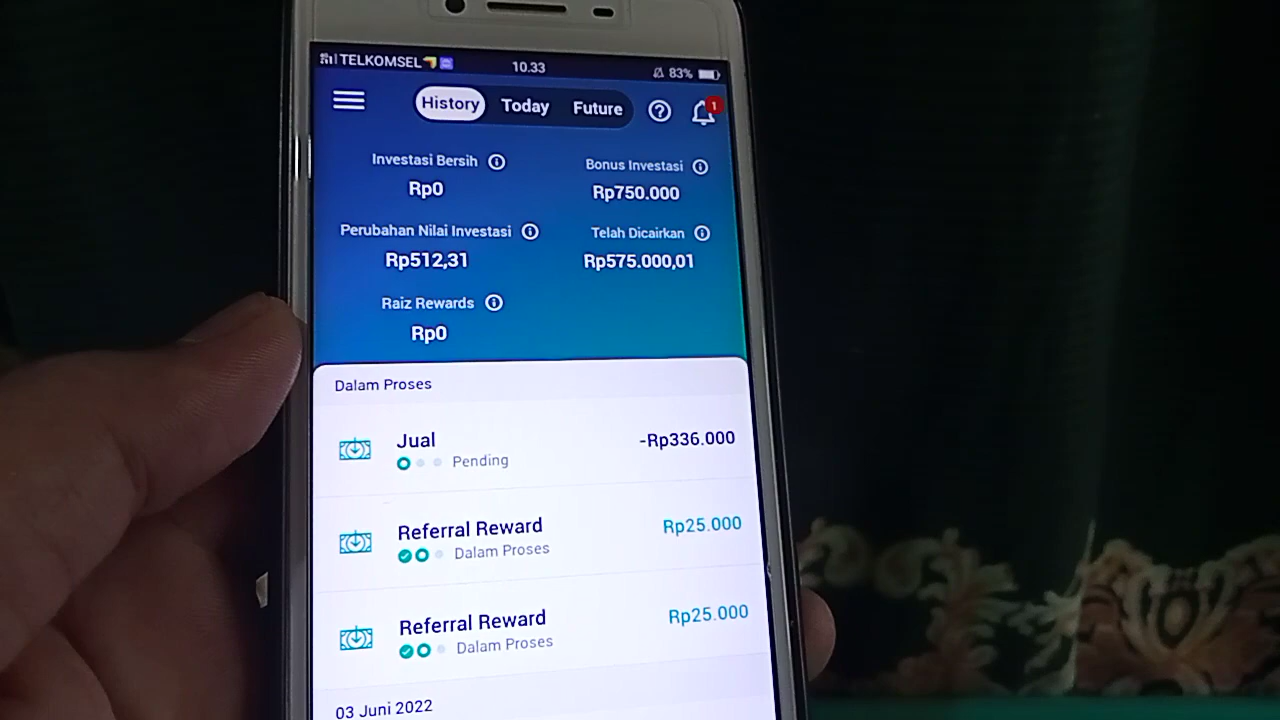 TELKOMSEL 10.33 83%
History Today Future 1
Investasi Bersih Bonus Investasi
Rp0 Rp750.000
Perubahan Nilai Investasi Telah Dicairkan
Rp512,31 Rp575.000,01
Raiz Rewards
Rp0
Dalam Proses
Jual -Rp336.000
Pending
Referral Reward Rp25.000
Dalam Proses
Referral Reward Rp25.000
Dalam Proses
03 Juni 2022